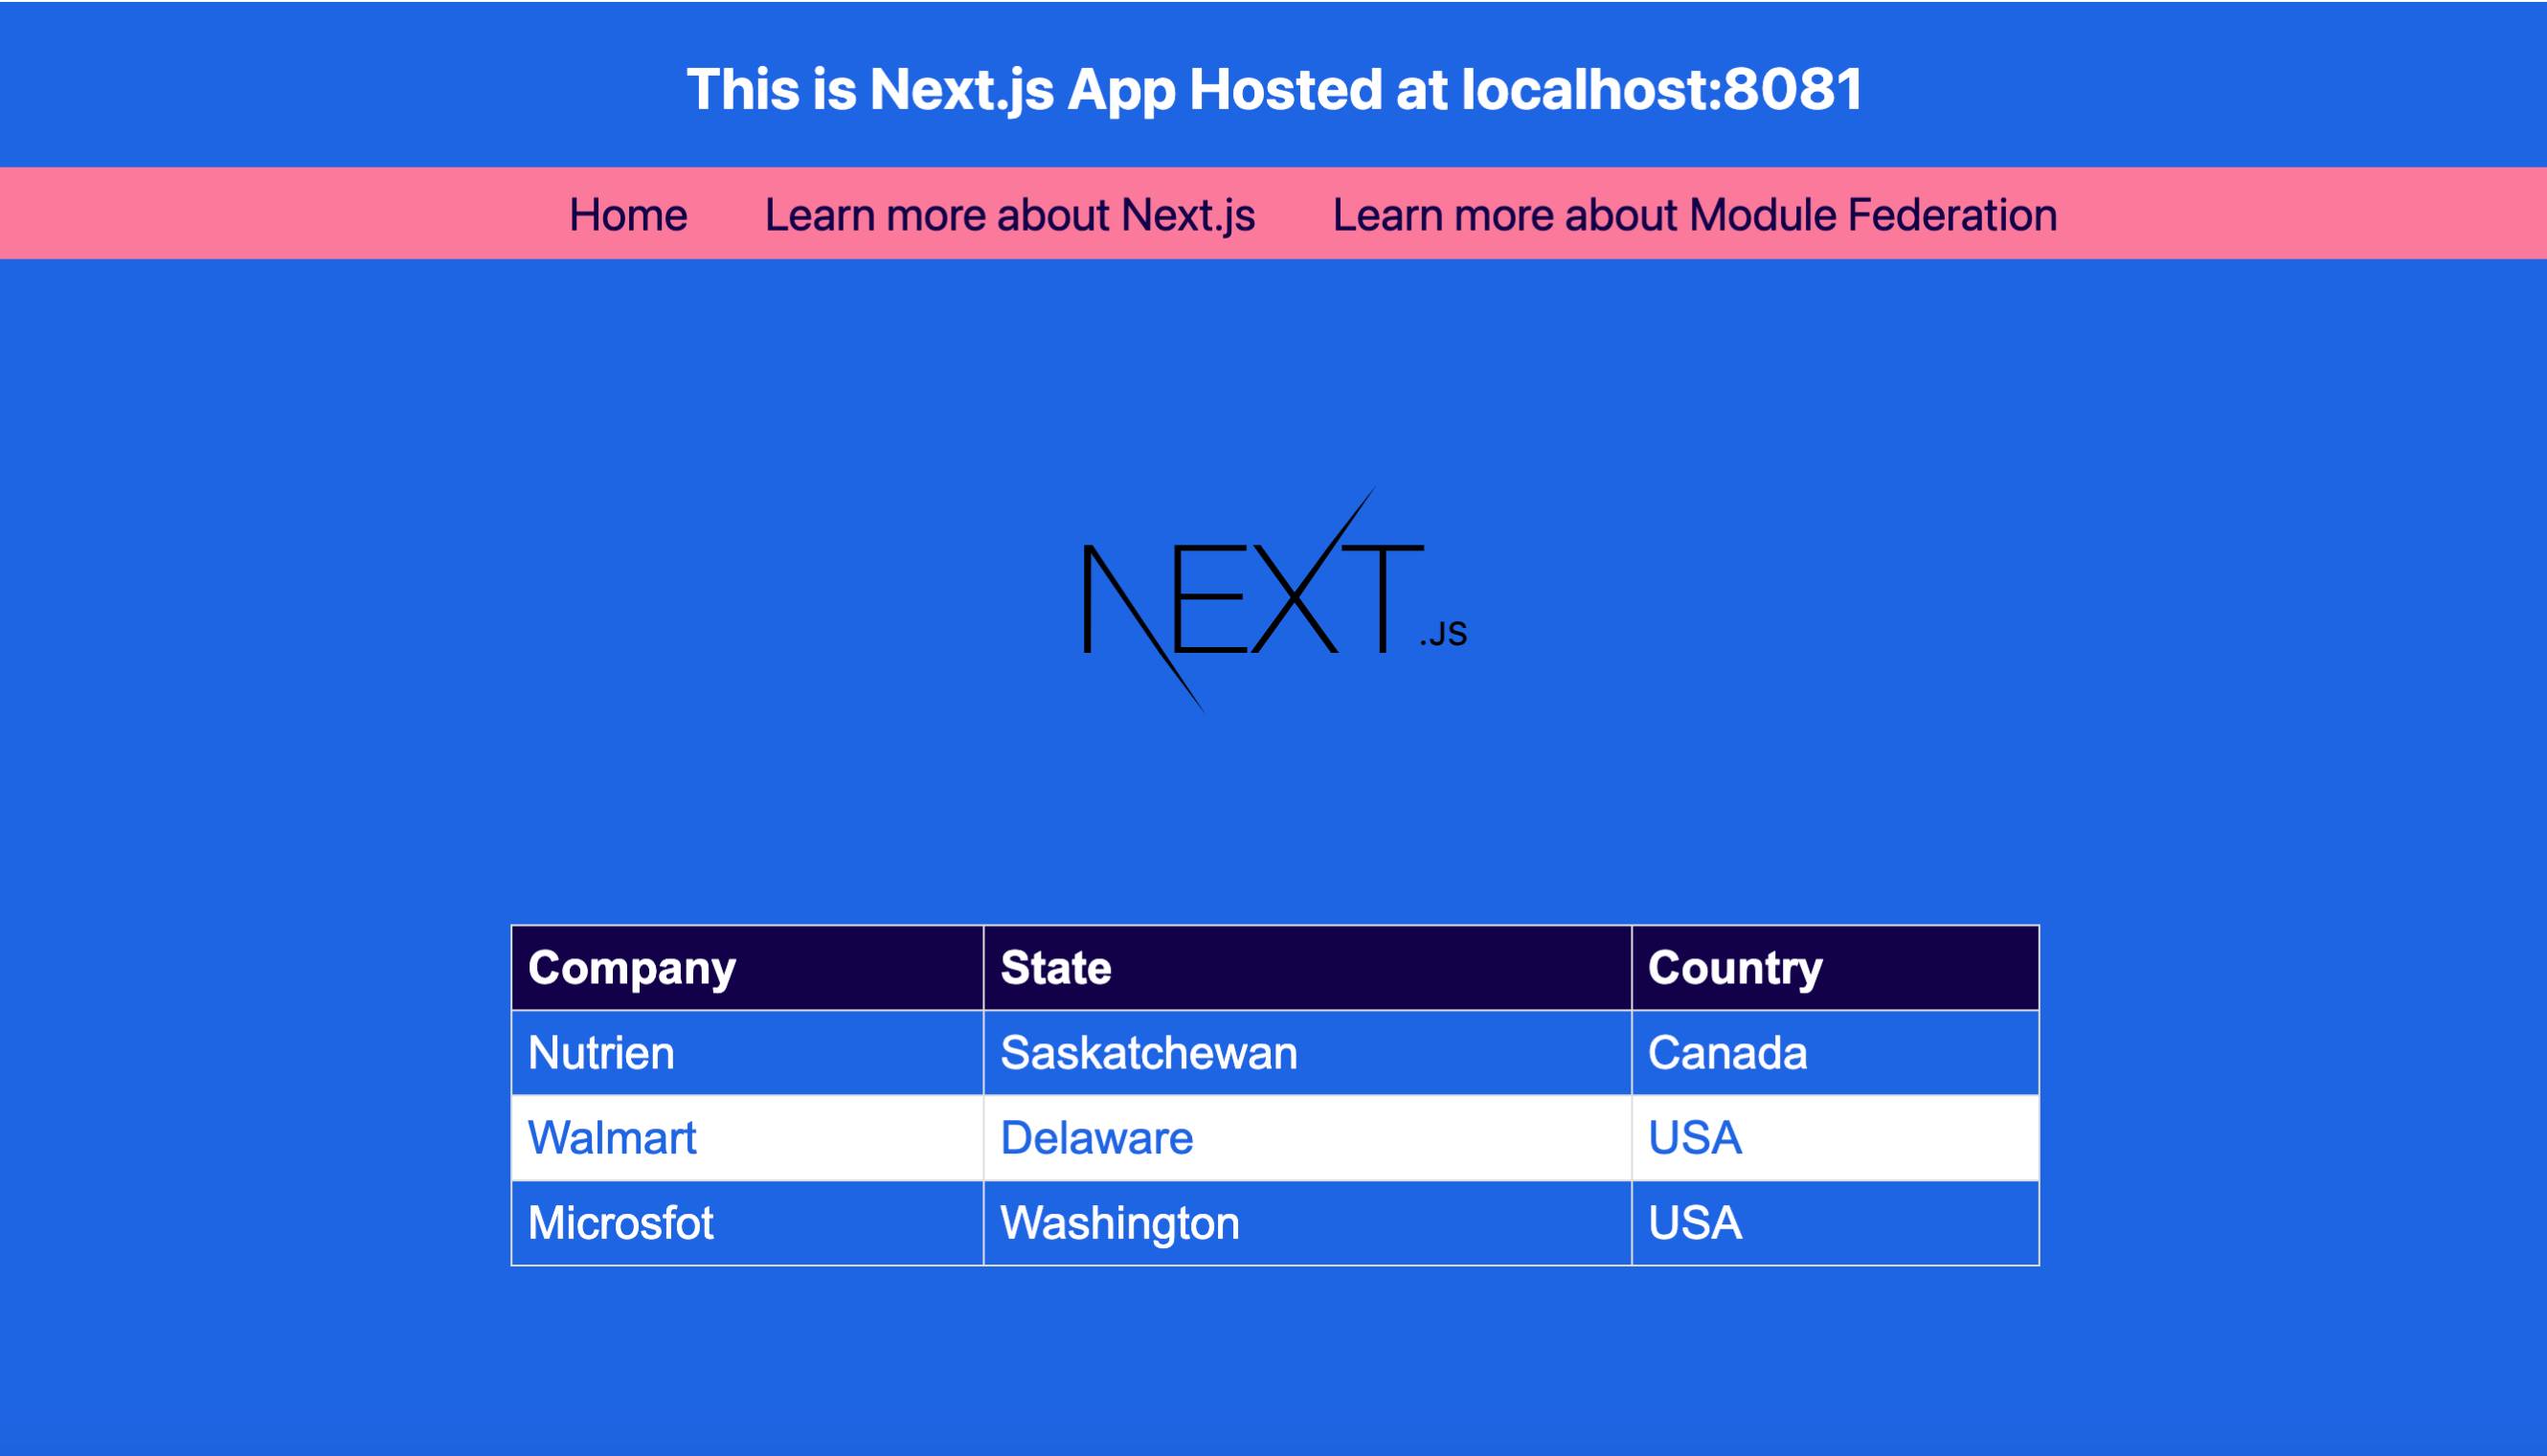 This is Next.js App Hosted at localhost:8081
Home Learn more about Next.js Learn more about Module Federation
NEXT.JS
Company State Country
Nutrien Saskatchewan Canada
Walmart Delaware USA
Microsfot Washington USA